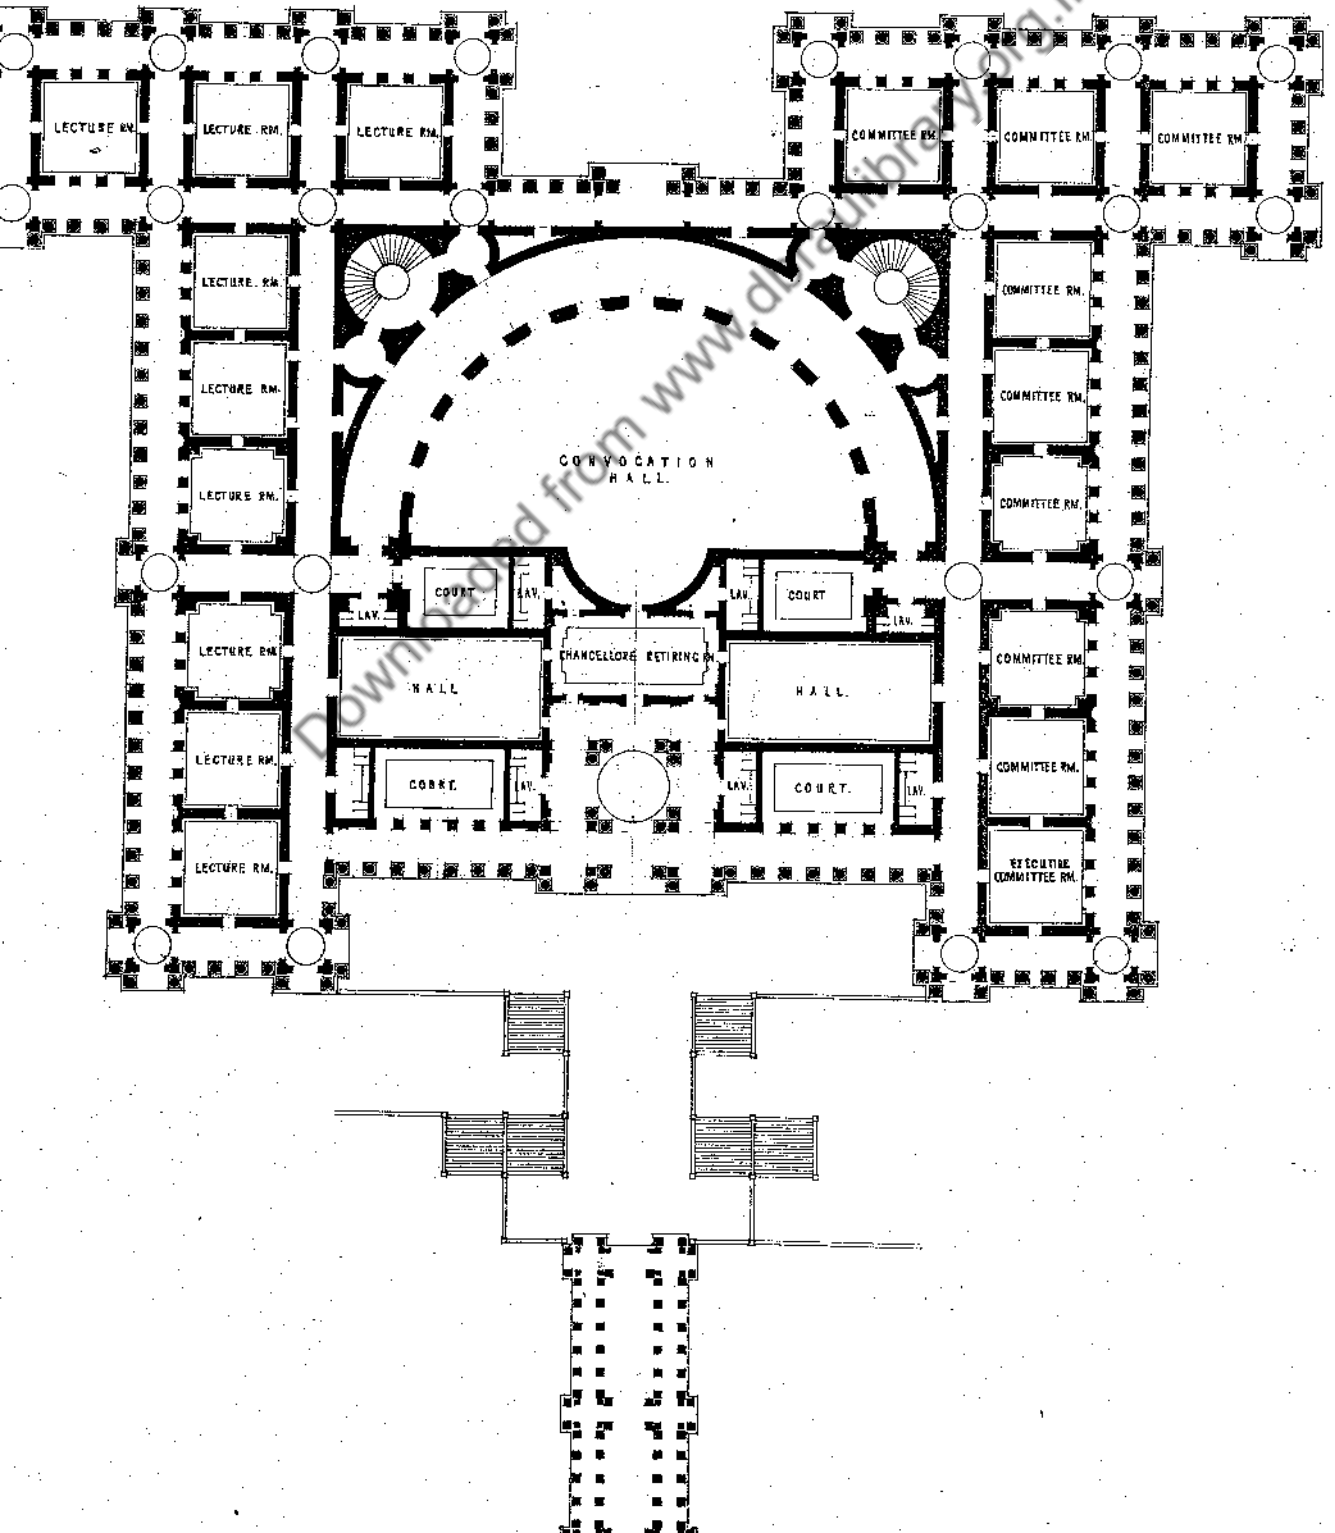 LECTURE RM.
LECTURE RM.
LECTURE RM.
COMMITTEE RM.
COMMITTEE RM.
COMMITTEE RM.
LECTURE RM.
COMMITTEE RM.
LECTURE RM.
COMMITTEE RM.
CONVOCATION
HALL.
LECTURE RM.
COMMITTEE RM.
COURT
LAV.
LAV.
COURT
LAV.
LAV.
LECTURE RM.
CHANCELLORS RETIRING RM.
COMMITTEE RM.
HALL
HALL.
LECTURE RM.
COMMITTEE RM.
COURT.
LAV.
LAV.
COURT.
LAV.
LECTURE RM.
EXECUTIVE
COMMITTEE RM.
Downloaded from www.dbraulibrary.org.in